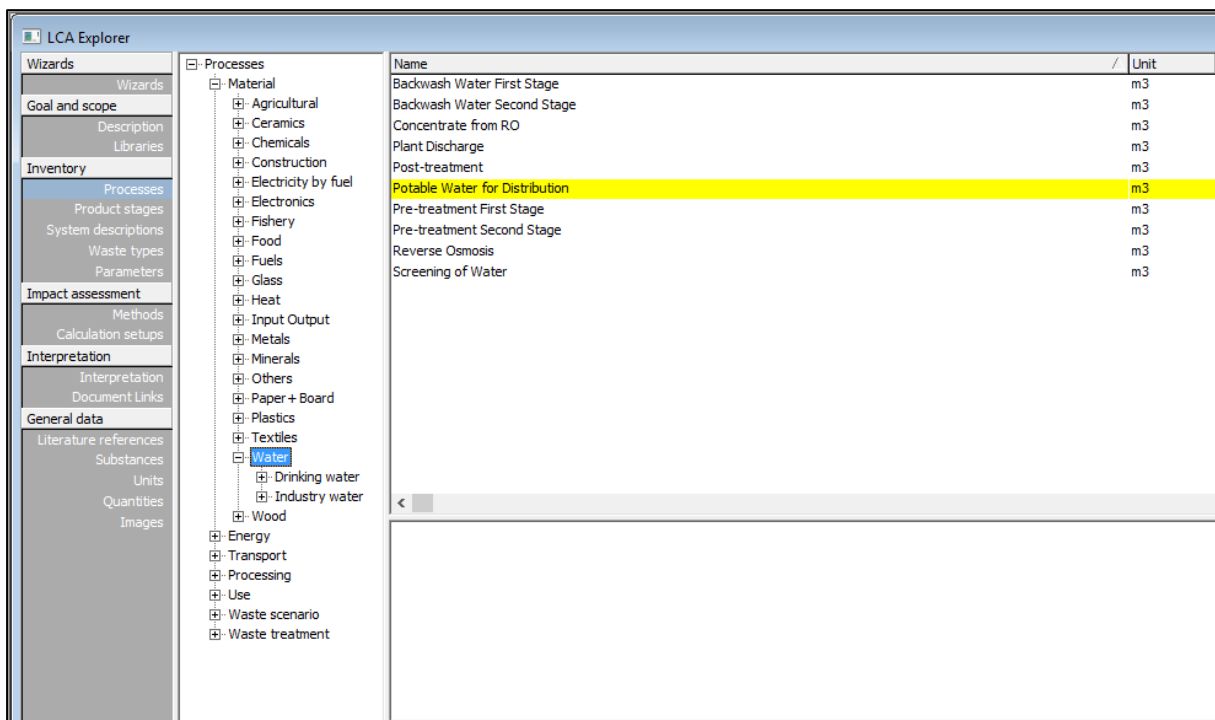 LCA Explorer
Wizards
Wizards
Goal and scope
Description
Libraries
Inventory
Processes
Product stages
System descriptions
Waste types
Parameters
Impact assessment
Methods
Calculation setups
Interpretation
Interpretation
Document Links
General data
Literature references
Substances
Units
Quantities
Images
Processes
Material
Agricultural
Ceramics
Chemicals
Construction
Electricity by fuel
Electronics
Fishery
Food
Fuels
Glass
Heat
Input Output
Metals
Minerals
Others
Paper + Board
Plastics
Textiles
Water
Drinking water
Industry water
Wood
Energy
Transport
Processing
Use
Waste scenario
Waste treatment
Name / Unit
Backwash Water First Stage m3
Backwash Water Second Stage m3
Concentrate from RO m3
Plant Discharge m3
Post-treatment m3
Potable Water for Distribution m3
Pre-treatment First Stage m3
Pre-treatment Second Stage m3
Reverse Osmosis m3
Screening of Water m3